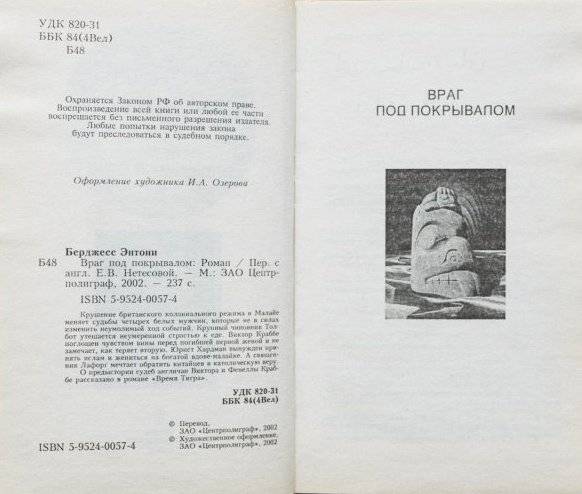 УДК 820-31
ББК 84(4Вел)
Б48
Охраняется Законом РФ об авторском праве.
Воспроизведение всей книги или любой ее части
воспрещается без письменного разрешения издателя.
Любые попытки нарушения закона
будут преследоваться в судебном порядке.
Оформление художника И.А. Озерова
Берджесс Энтони
Б48 Враг под покрывалом: Роман / Пер. с
англ. Е.В. Нетесовой. — М.: ЗАО Центр-
полиграф, 2002. — 237 с.
ISBN 5-9524-0057-4
Крушение британского колониального режима в Малайе
меняет судьбы четырех белых мужчин, которые не в силах
изменить неумолимый ход событий. Крупный чиновник Тол-
бот утешается неумеренной страстью к еде. Виктор Краббе
поглощен чувством вины перед погибшей первой женой и не
замечает, как теряет вторую. Юрист Хардман вынужден при-
нять ислам и жениться на богатой вдове-малайке. А священ-
ник Лафорг мечтает обратить китайцев в католическую веру.
О предыстории судеб англичан Виктора и Фенеллы Краб-
бе рассказано в романе «Время Тигра».
УДК 820-31
ББК 84(4Вел)
© Перевод,
ЗАО «Центрполиграф», 2002
© Художественное оформление,
ЗАО «Центрполиграф», 2002
ISBN 5-9524-0057-4
ВРАГ
ПОД ПОКРЫВАЛОМ